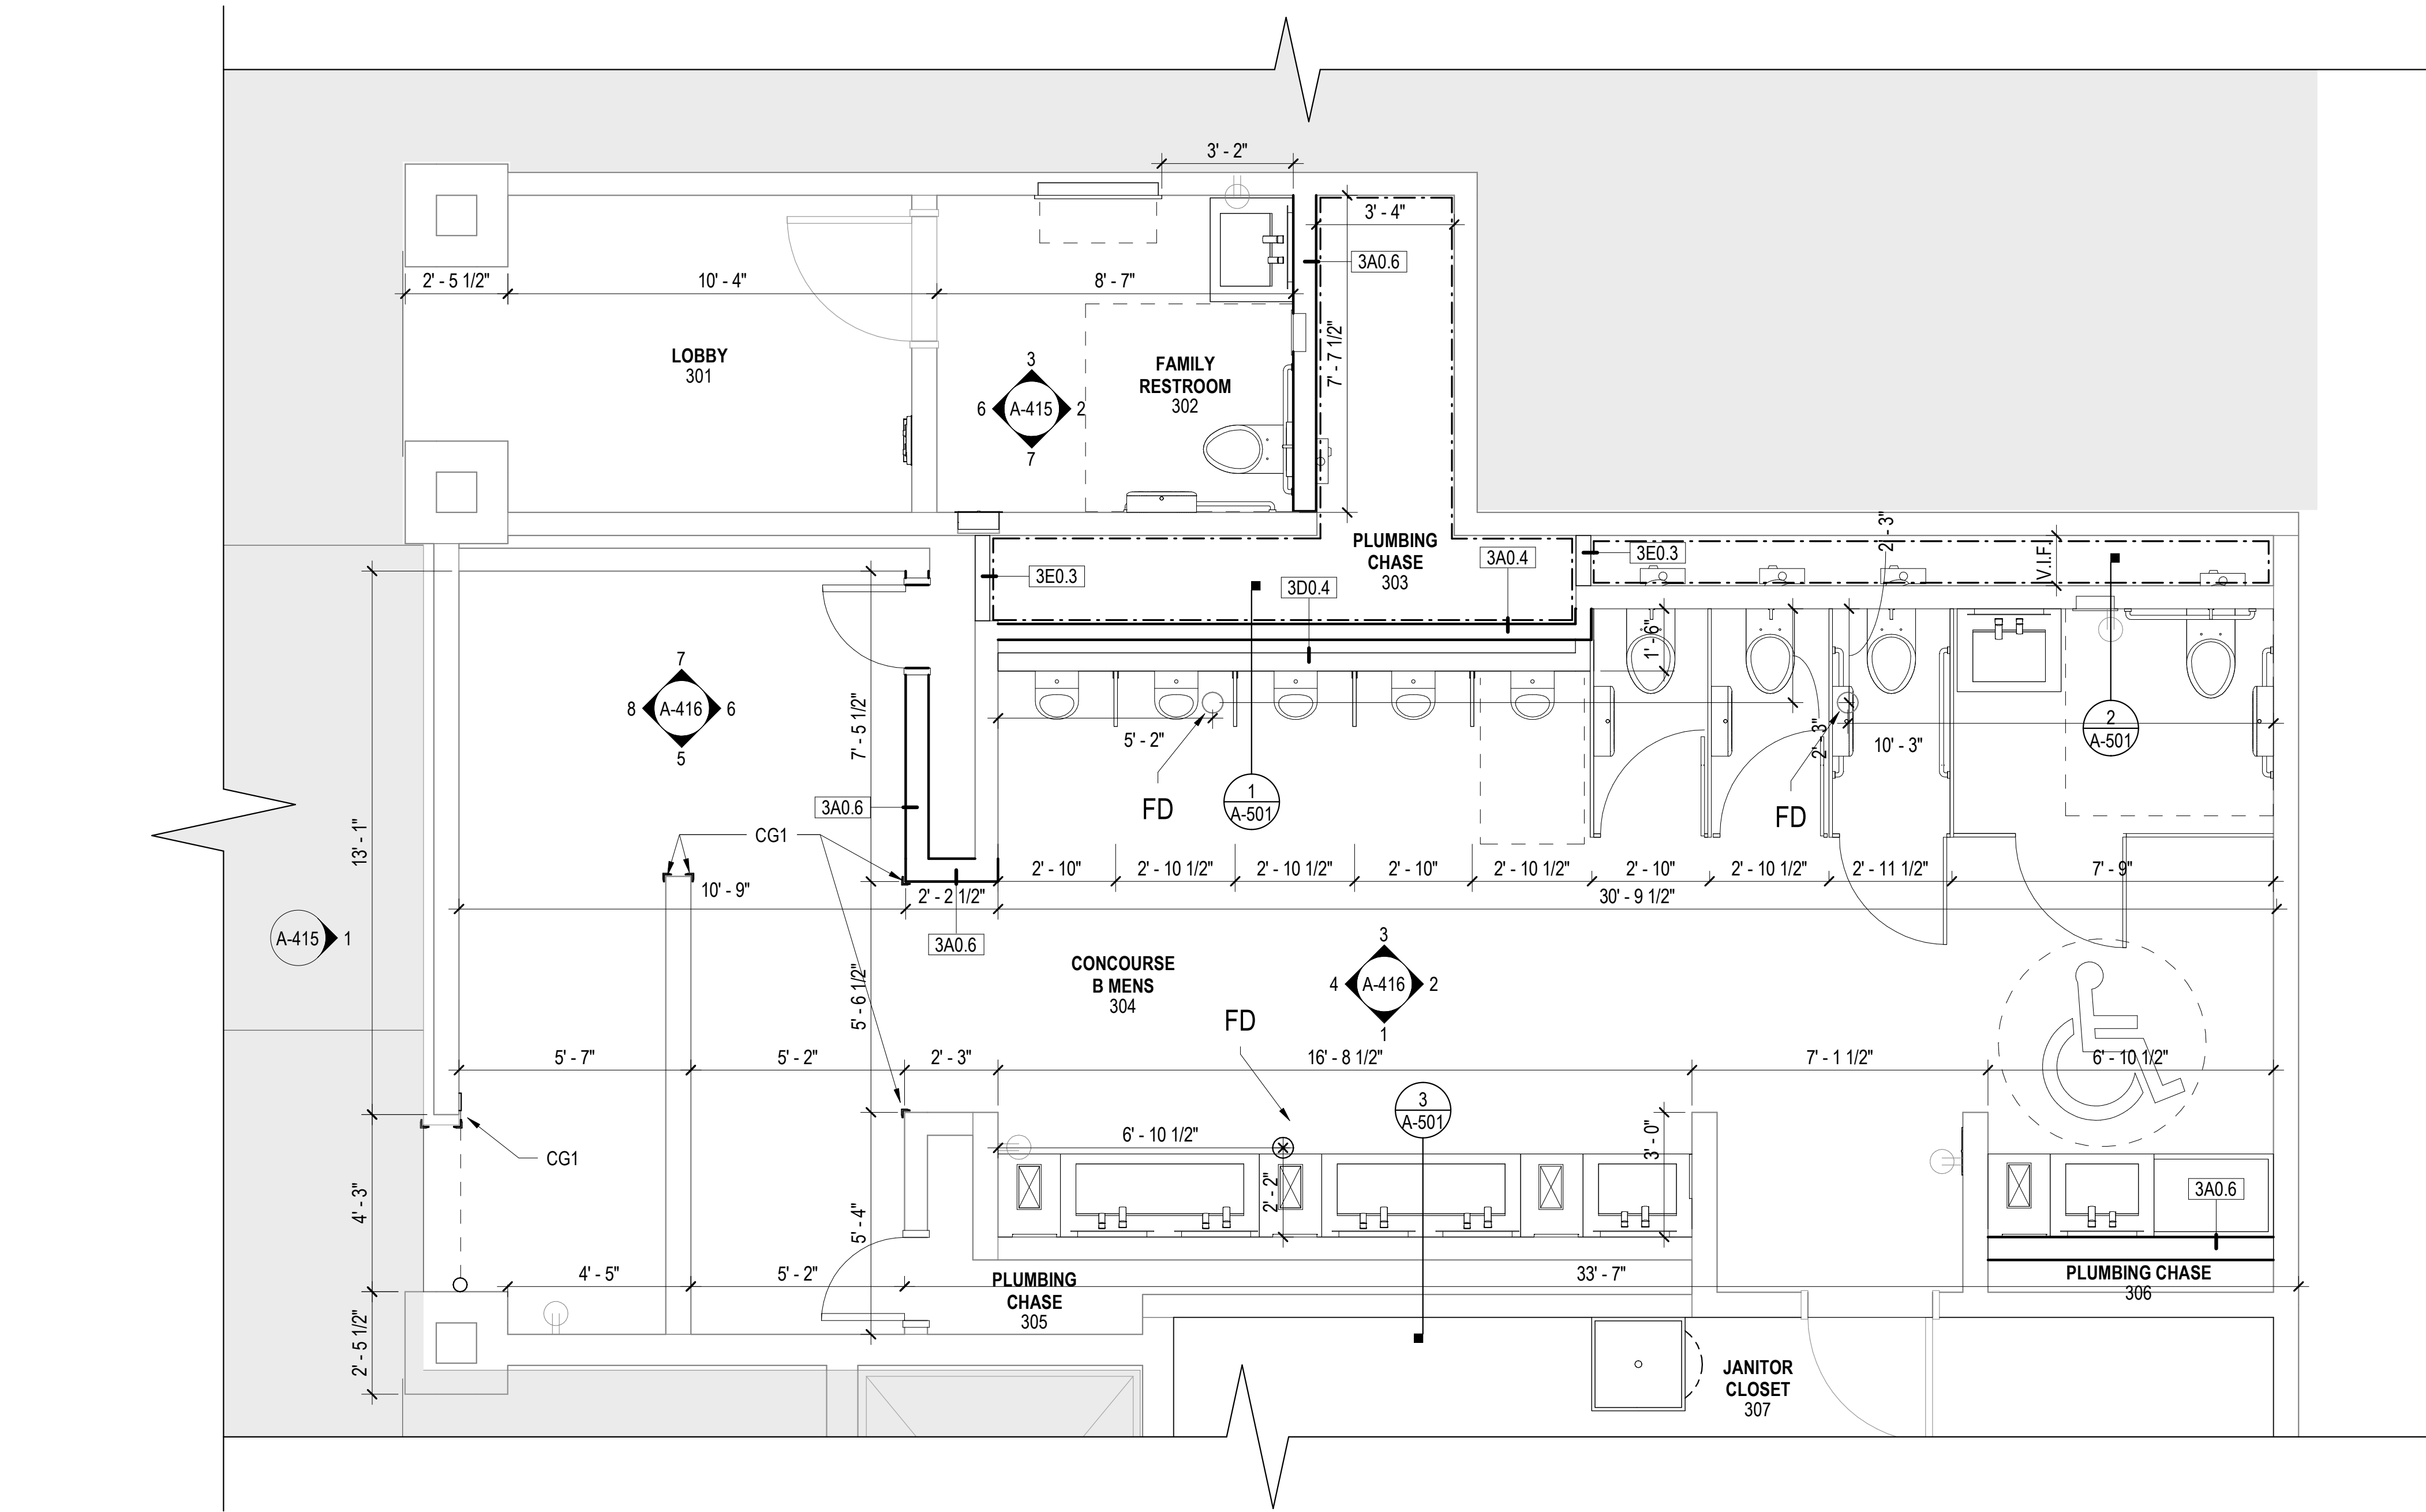 3' - 2"
3' - 4"
3A0.6
2' - 5 1/2"
10' - 4"
8' - 7"
7' - 7 1/2"
LOBBY
301
3
6
A-415
2
7
FAMILY
RESTROOM
302
PLUMBING
CHASE
303
3A0.4
3E0.3
2' - 3"
V.I.F.
3E0.3
3D0.4
1' - 6"
7
8
A-416
6
5
7' - 5 1/2"
5' - 2"
FD
1
A-501
2' - 3"
10' - 3"
FD
2
A-501
3A0.6
CG1
13' - 1"
10' - 9"
2' - 2 1/2"
2' - 10"
2' - 10 1/2"
2' - 10 1/2"
2' - 10"
2' - 10 1/2"
2' - 10"
2' - 10 1/2"
2' - 11 1/2"
7' - 9"
30' - 9 1/2"
A-415
1
3A0.6
CONCOURSE
B MENS
304
3
4
A-416
2
1
5' - 6 1/2"
FD
5' - 7"
5' - 2"
2' - 3"
16' - 8 1/2"
7' - 1 1/2"
6' - 10 1/2"
3
A-501
6' - 10 1/2"
3' - 0"
CG1
2' - 2"
4' - 3"
5' - 4"
3A0.6
4' - 5"
5' - 2"
33' - 7"
PLUMBING
CHASE
305
PLUMBING CHASE
306
2' - 5 1/2"
JANITOR
CLOSET
307